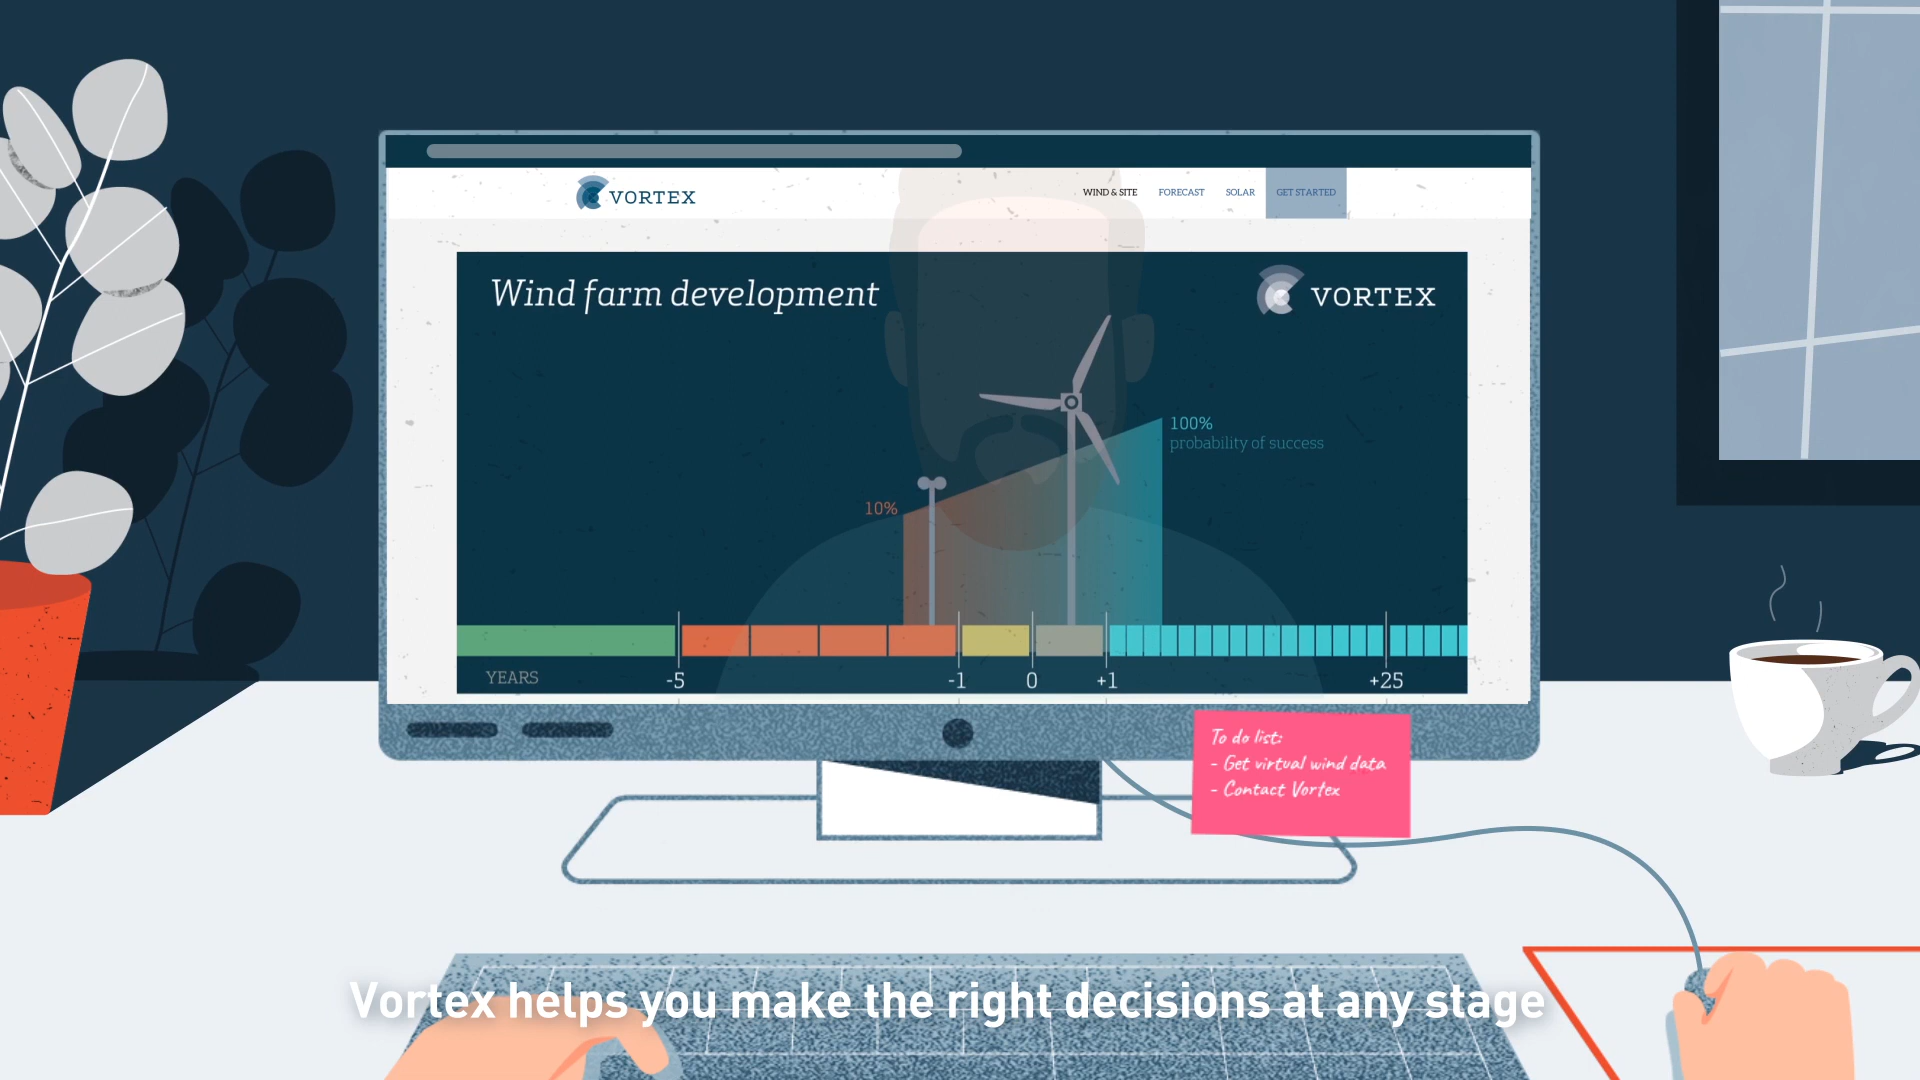 VORTEX
WIND & SITE FORECAST SOLAR GET STARTED
Wind farm development
VORTEX
100%
probability of success
10%
YEARS -5 -1 0 +1 +25
To do list:
- Get virtual wind data
- Contact Vortex
Vortex helps you make the right decisions at any stage